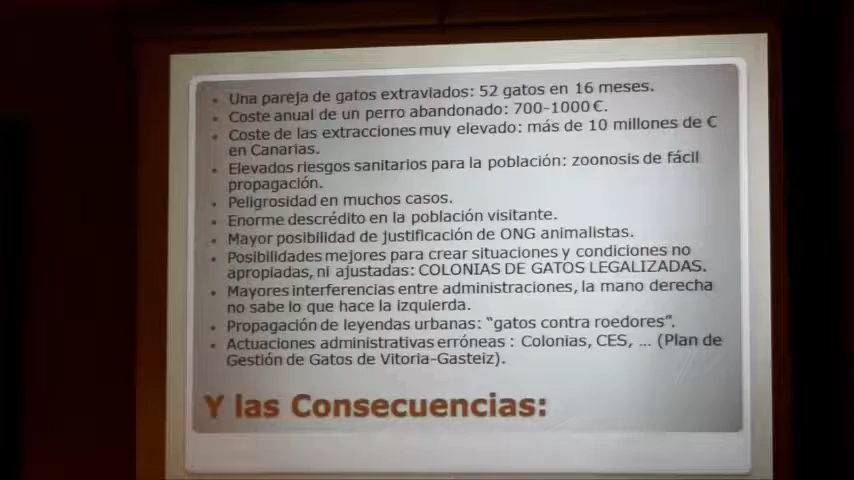 • Una pareja de gatos extraviados: 52 gatos en 16 meses.
• Coste anual de un perro abandonado: 700-1000 €.
• Coste de las extracciones muy elevado: más de 10 millones de €
en Canarias.
• Elevados riesgos sanitarios para la población: zoonosis de fácil
propagación.
• Peligrosidad en muchos casos.
• Enorme descrédito en la población visitante.
• Mayor posibilidad de justificación de ONG animalistas.
• Posibilidades mejores para crear situaciones y condiciones no
apropiadas, ni ajustadas: COLONIAS DE GATOS LEGALIZADAS.
• Mayores interferencias entre administraciones, la mano derecha
no sabe lo que hace la izquierda.
• Propagación de leyendas urbanas: “gatos contra roedores”.
• Actuaciones administrativas erróneas : Colonias, CES, ... (Plan de
Gestión de Gatos de Vitoria-Gasteiz).
Y las Consecuencias: